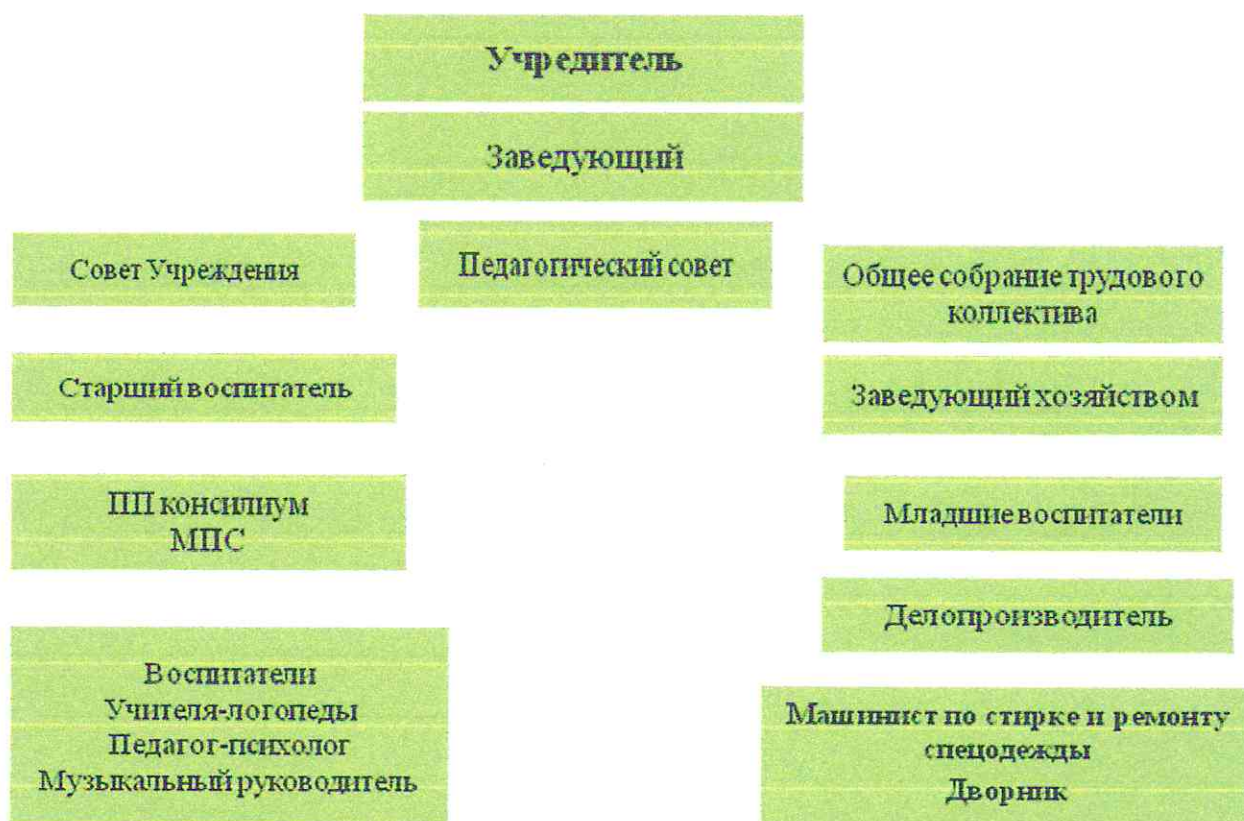 Учредитель
Заведующий
Совет Учреждения
Педагогический совет
Общее собрание трудового
коллектива
Старший воспитатель
Заведующий хозяйством
ПП консилиум
МПС
Младшие воспитатели
Делопроизводитель
Воспитатели
Учителя-логопеды
Педагог-психолог
Музыкальный руководитель
Машинист по стирке и ремонту
спецодежды
Дворник